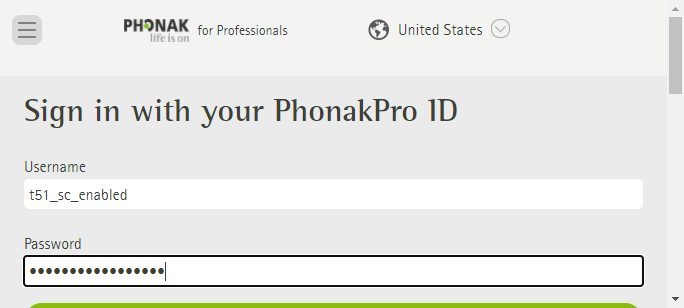 PHONAK
life is on
for Professionals
United States
Sign in with your PhonakPro ID
Username
t51_sc_enabled
Password
•••••••••••••••••